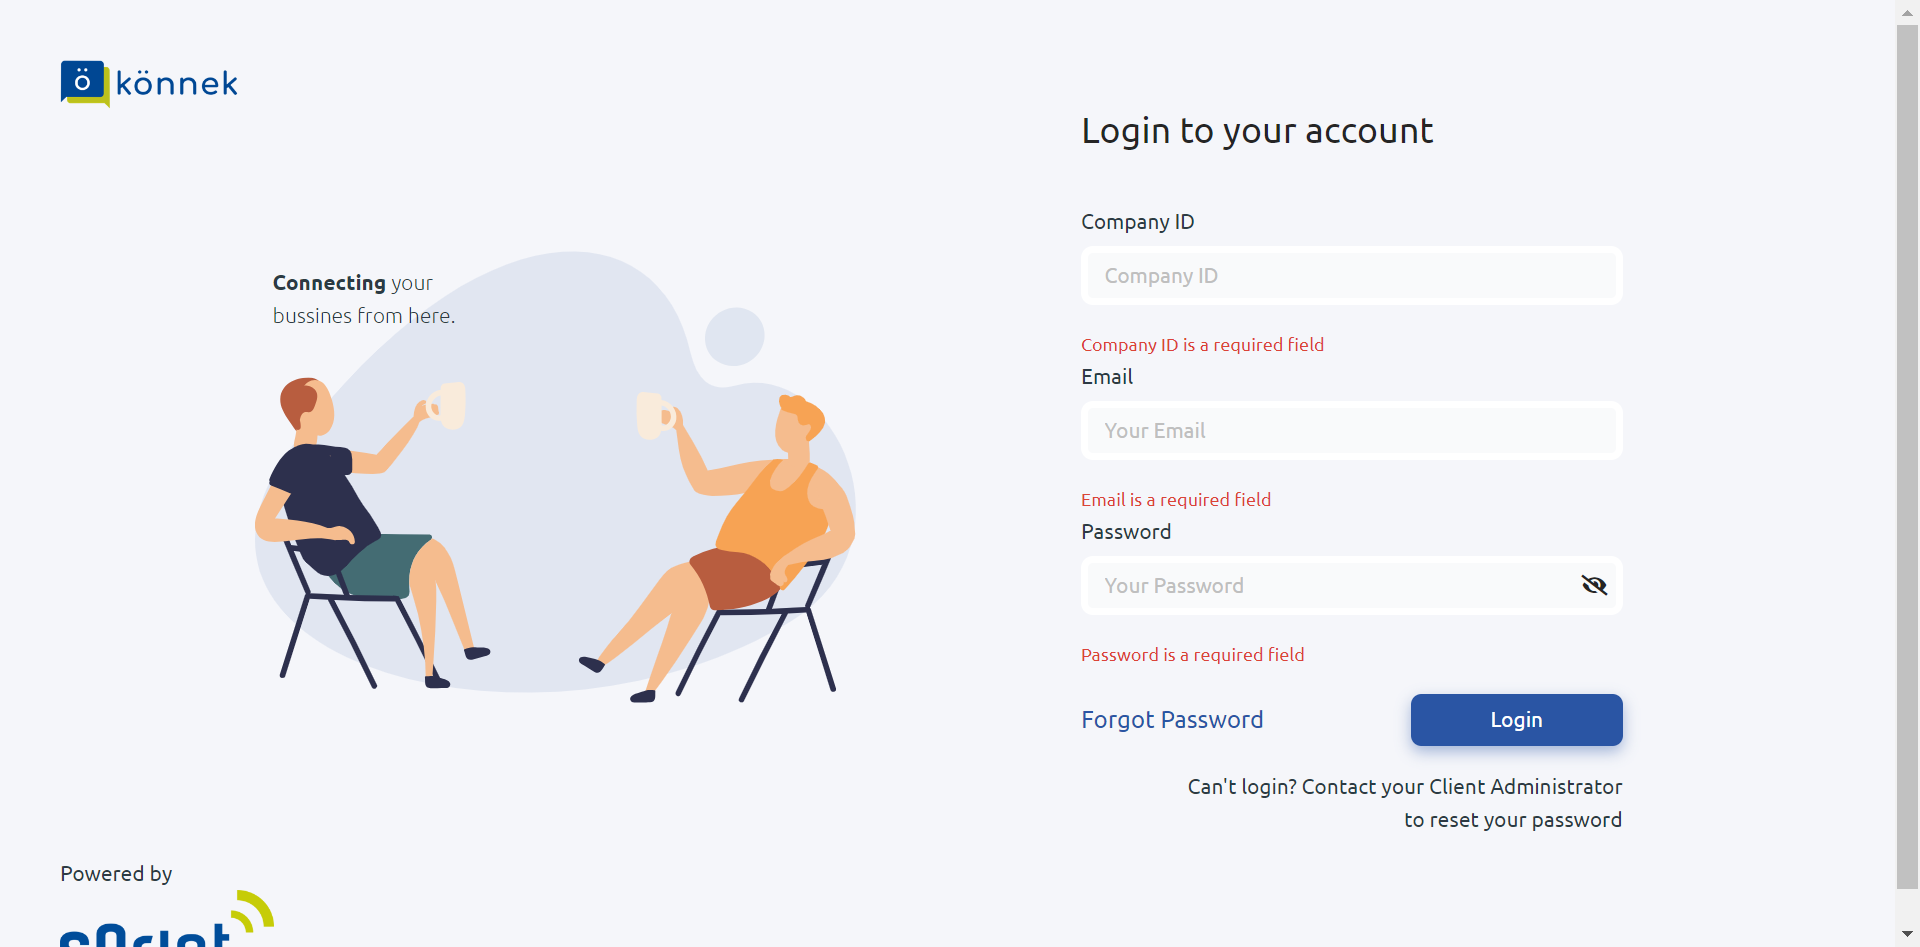 ö könnek
Connecting your
bussines from here.
Powered by
Login to your account
Company ID
Company ID
Company ID is a required field
Email
Your Email
Email is a required field
Password
Your Password
Password is a required field
Forgot Password
Login
Can't login? Contact your Client Administrator
to reset your password